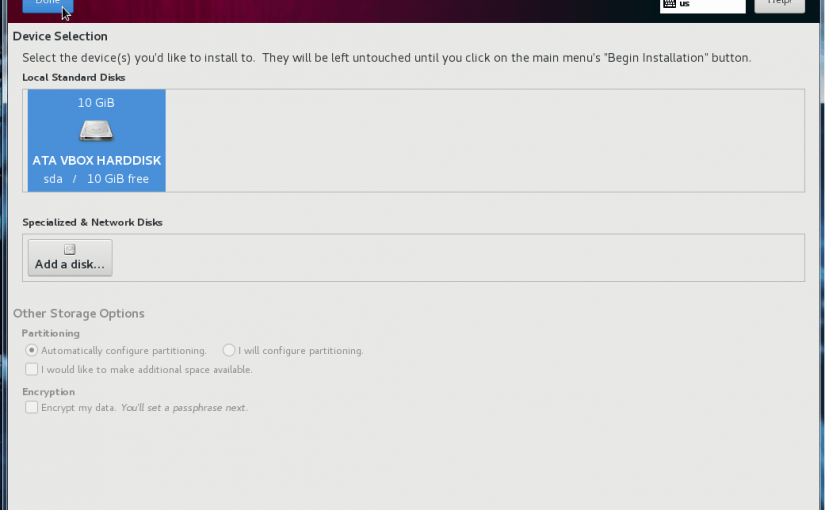 Done
us
Help!
Device Selection
Select the device(s) you'd like to install to. They will be left untouched until you click on the main menu's "Begin Installation" button.
Local Standard Disks
10 GiB
ATA VBOX HARDDISK
sda / 10 GiB free
Specialized & Network Disks
Add a disk...
Other Storage Options
Partitioning
Automatically configure partitioning. I will configure partitioning.
I would like to make additional space available.
Encryption
Encrypt my data. You'll set a passphrase next.